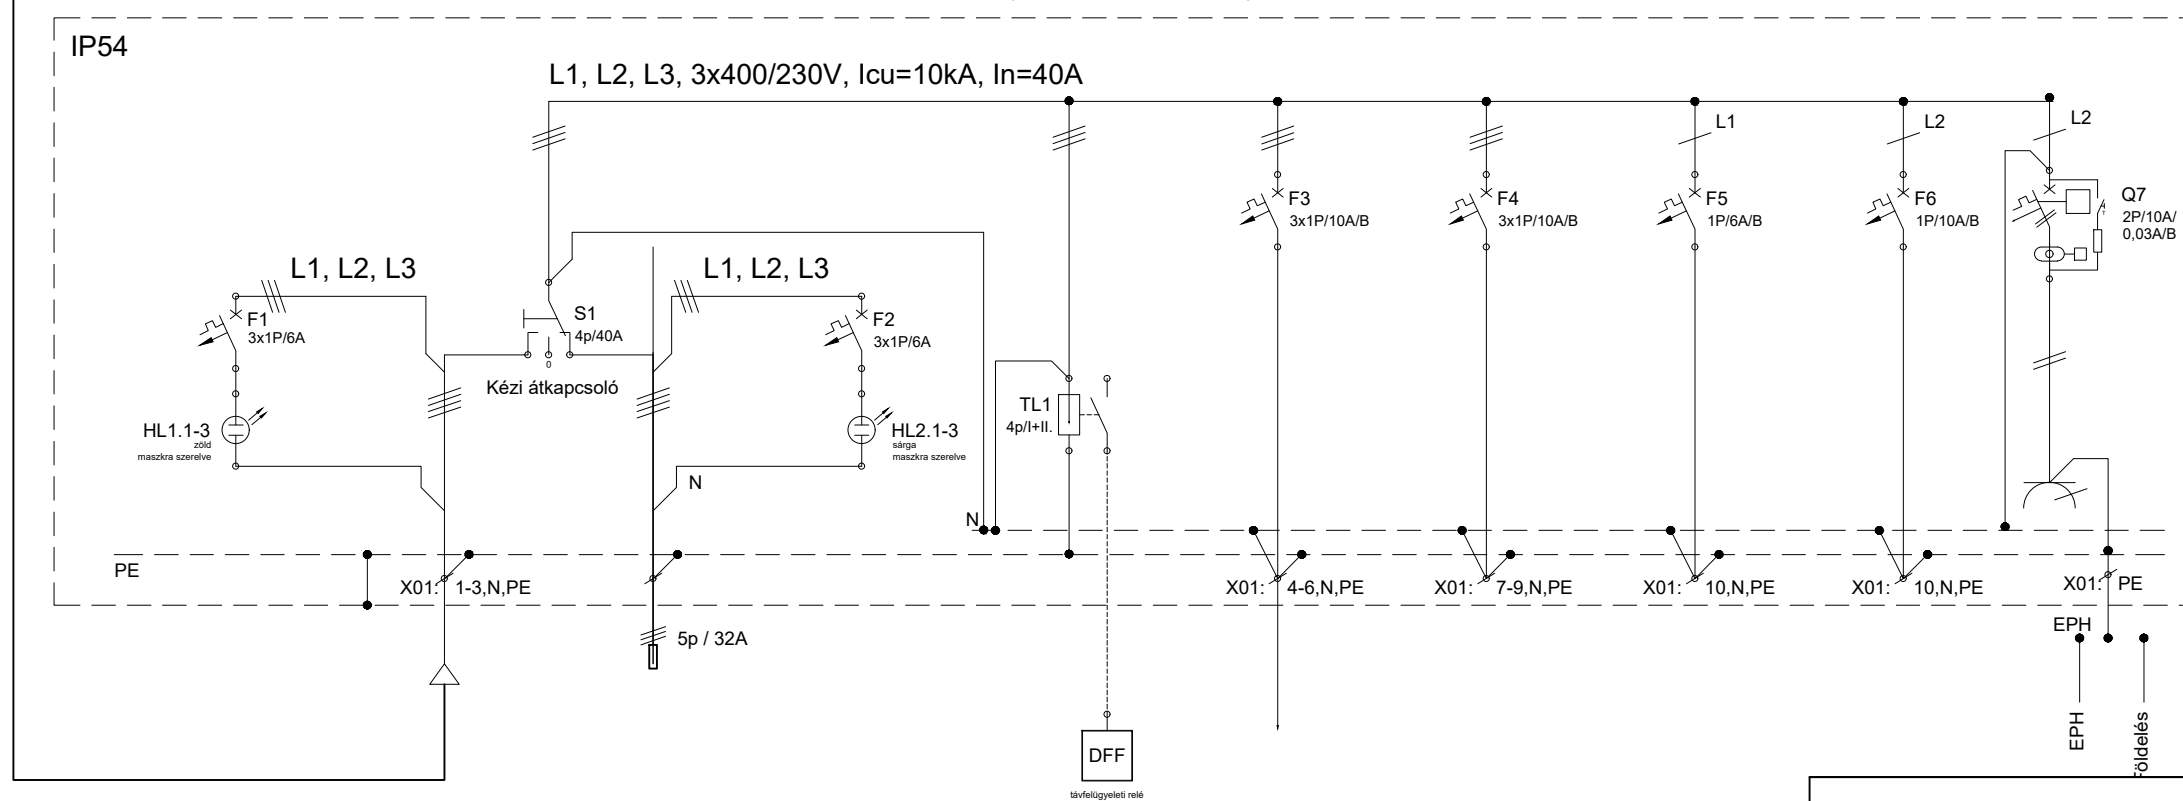 IP54
L1, L2, L3, 3x400/230V, Icu=10kA, In=40A
L1
L2
L2
F3
3x1P/10A/B
F4
3x1P/10A/B
F5
1P/6A/B
F6
1P/10A/B
Q7
2P/10A/
0,03A/B
L1, L2, L3
L1, L2, L3
F1
3x1P/6A
S1
4p/40A
0
Kézi átkapcsoló
F2
3x1P/6A
HL1.1-3
zöld
maszkra szerelve
HL2.1-3
sárga
maszkra szerelve
TL1
4p/I+II.
N
N
PE
X01: 1-3,N,PE
X01: 4-6,N,PE
X01: 7-9,N,PE
X01: 10,N,PE
X01: 10,N,PE
X01: PE
5p / 32A
EPH
EPH
DFF
távfelügyeleti relé